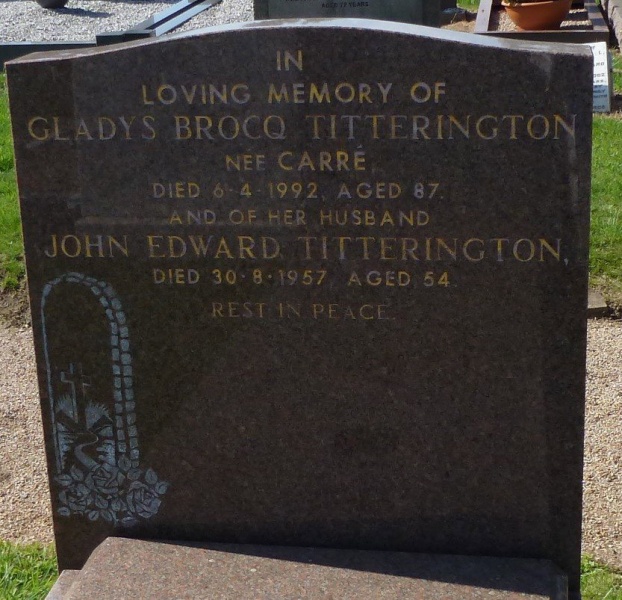 IN
LOVING MEMORY OF
GLADYS BROCQ TITTERINGTON
NEE CARRÉ,
DIED 6-4-1992, AGED 87.
AND OF HER HUSBAND
JOHN EDWARD TITTERINGTON,
DIED 30·8·1957, AGED 54
REST IN PEACE.